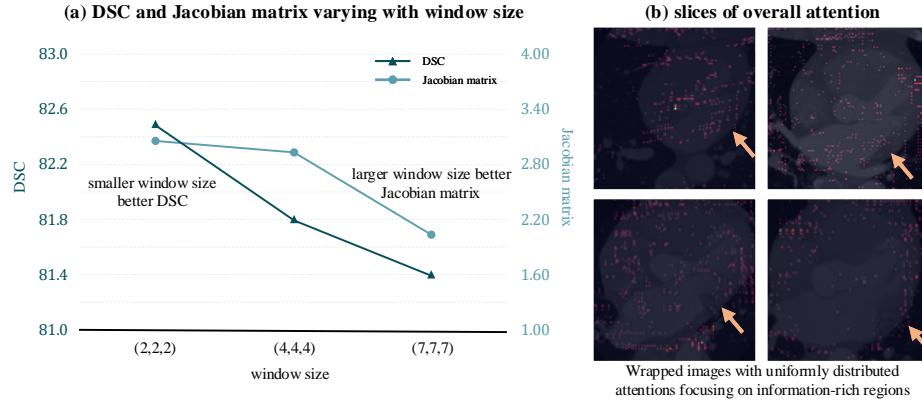 (a) DSC and Jacobian matrix varying with window size
83.0
82.6
82.2
81.8
81.4
81.0
DSC
DSC
Jacobian matrix
smaller window size
better DSC
larger window size better
Jacobian matrix
4.00
3.40
2.80
2.20
1.60
1.00
Jacobian matrix
(2,2,2)
(4,4,4)
(7,7,7)
window size
(b) slices of overall attention
Wrapped images with uniformly distributed
attentions focusing on information-rich regions